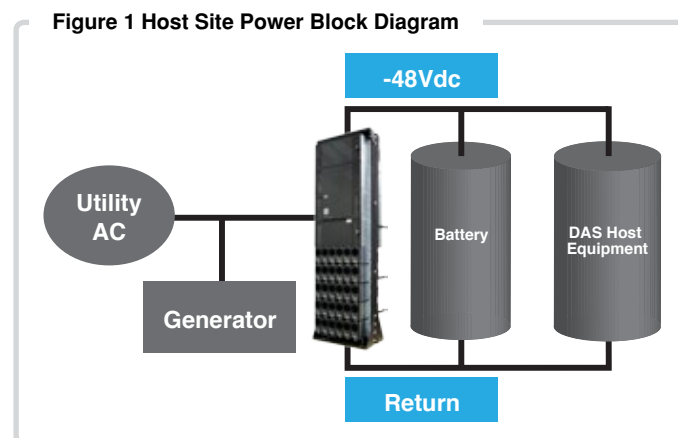 Figure 1 Host Site Power Block Diagram
-48Vdc
Utility
AC
Generator
Battery
DAS Host
Equipment
Return